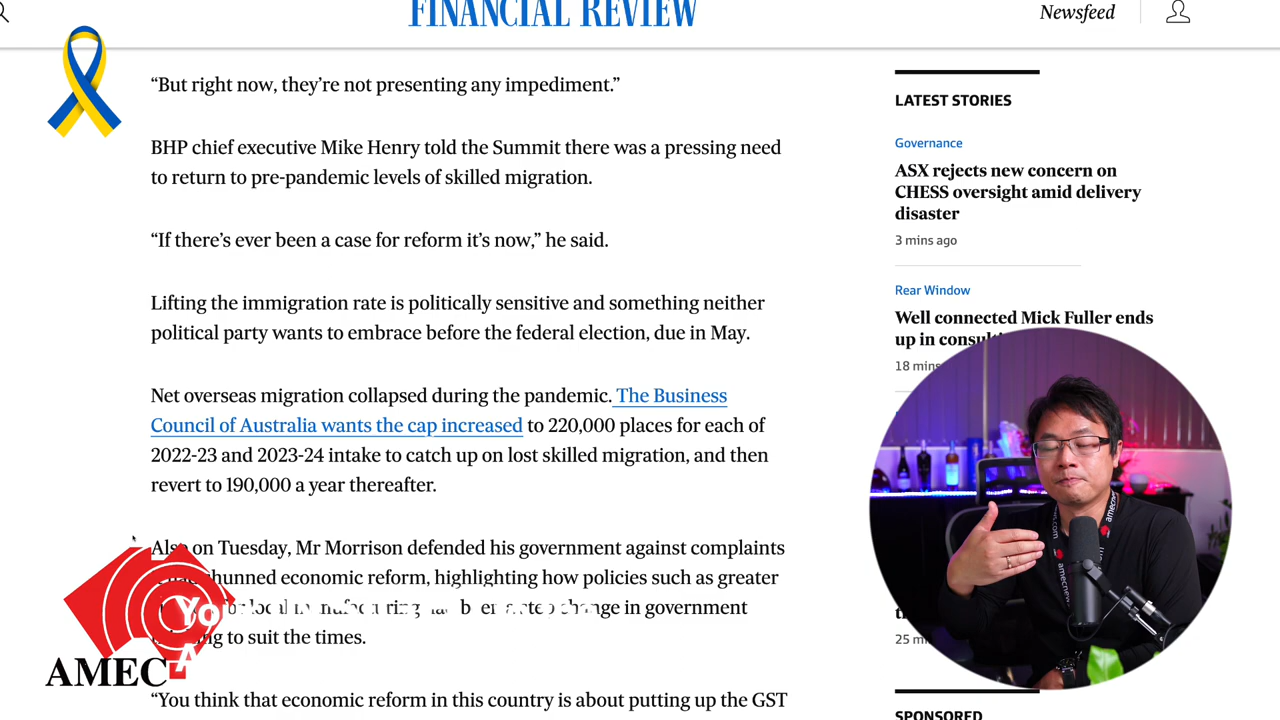 FINANCIAL REVIEW
Newsfeed
“But right now, they’re not presenting any impediment.”
BHP chief executive Mike Henry told the Summit there was a pressing need
to return to pre-pandemic levels of skilled migration.
“If there’s ever been a case for reform it’s now,” he said.
Lifting the immigration rate is politically sensitive and something neither
political party wants to embrace before the federal election, due in May.
Net overseas migration collapsed during the pandemic. The Business
Council of Australia wants the cap increased to 220,000 places for each of
2022-23 and 2023-24 intake to catch up on lost skilled migration, and then
revert to 190,000 a year thereafter.
Also on Tuesday, Mr Morrison defended his government against complaints
shunned economic reform, highlighting how policies such as greater
change in government
to suit the times.
“You think that economic reform in this country is about putting up the GST
LATEST STORIES
Governance
ASX rejects new concern on
CHESS oversight amid delivery
disaster
3 mins ago
Rear Window
Well connected Mick Fuller ends
up in
18 mins
25
SPONSORED
AMEC
amecnews